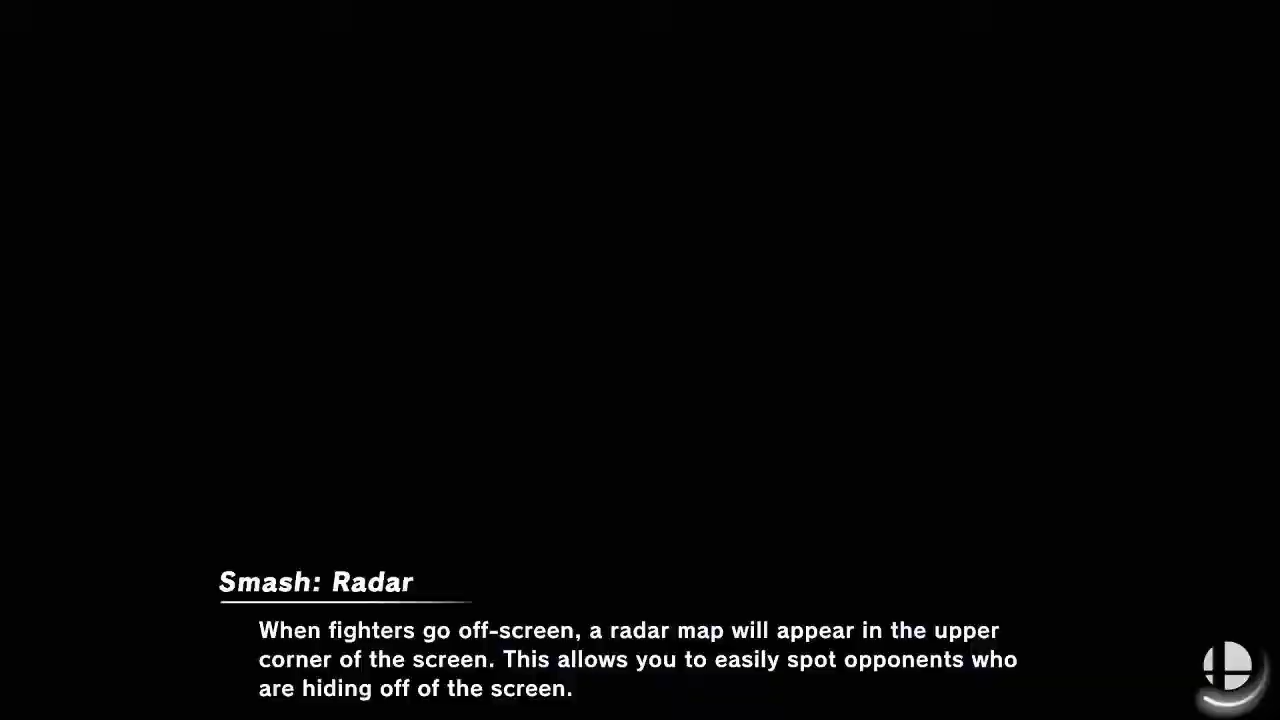 Smash: Radar
When fighters go off-screen, a radar map will appear in the upper
corner of the screen. This allows you to easily spot opponents who
are hiding off of the screen.